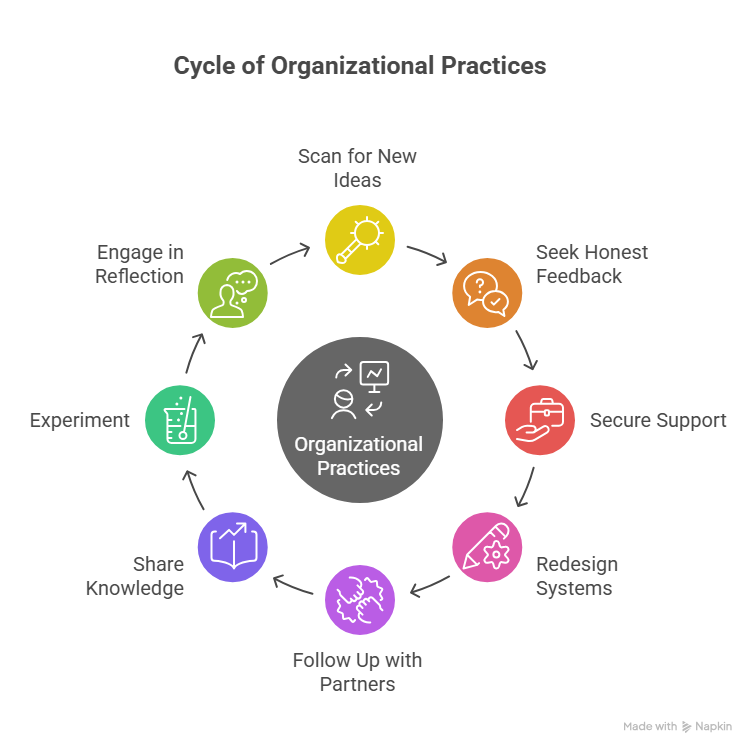 Cycle of Organizational Practices
Scan for New
Ideas
Seek Honest
Feedback
Secure Support
Redesign
Systems
Follow Up with
Partners
Share
Knowledge
Experiment
Engage in
Reflection
Organizational
Practices
?
Made with Napkin